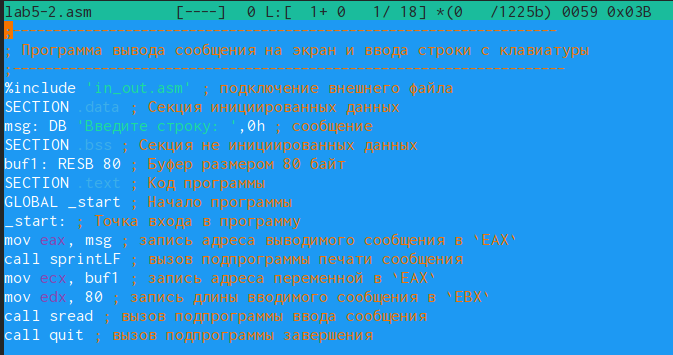 lab5-2.asm [----] 0 L:[ 1+ 0 1/ 18] *(0 /1225b) 0059 0x03B
;------------------------------------------------------------------
; Программа вывода сообщения на экран и ввода строки с клавиатуры
;-------------------------------------------------------------------
%include 'in_out.asm' ; подключение внешнего файла
SECTION .data ; Секция инициированных данных
msg: DB 'Введите строку: ',0h ; сообщение
SECTION .bss ; Секция не инициированных данных
buf1: RESB 80 ; Буфер размером 80 байт
SECTION .text ; Код программы
GLOBAL _start ; Начало программы
_start: ; Точка входа в программу
mov eax, msg ; запись адреса выводимого сообщения в `EAX`
call sprintLF ; вызов подпрограммы печати сообщения
mov ecx, buf1 ; запись адреса переменной в `EAX`
mov edx, 80 ; запись длины вводимого сообщения в `EBX`
call sread ; вызов подпрограммы ввода сообщения
call quit ; вызов подпрограммы завершения